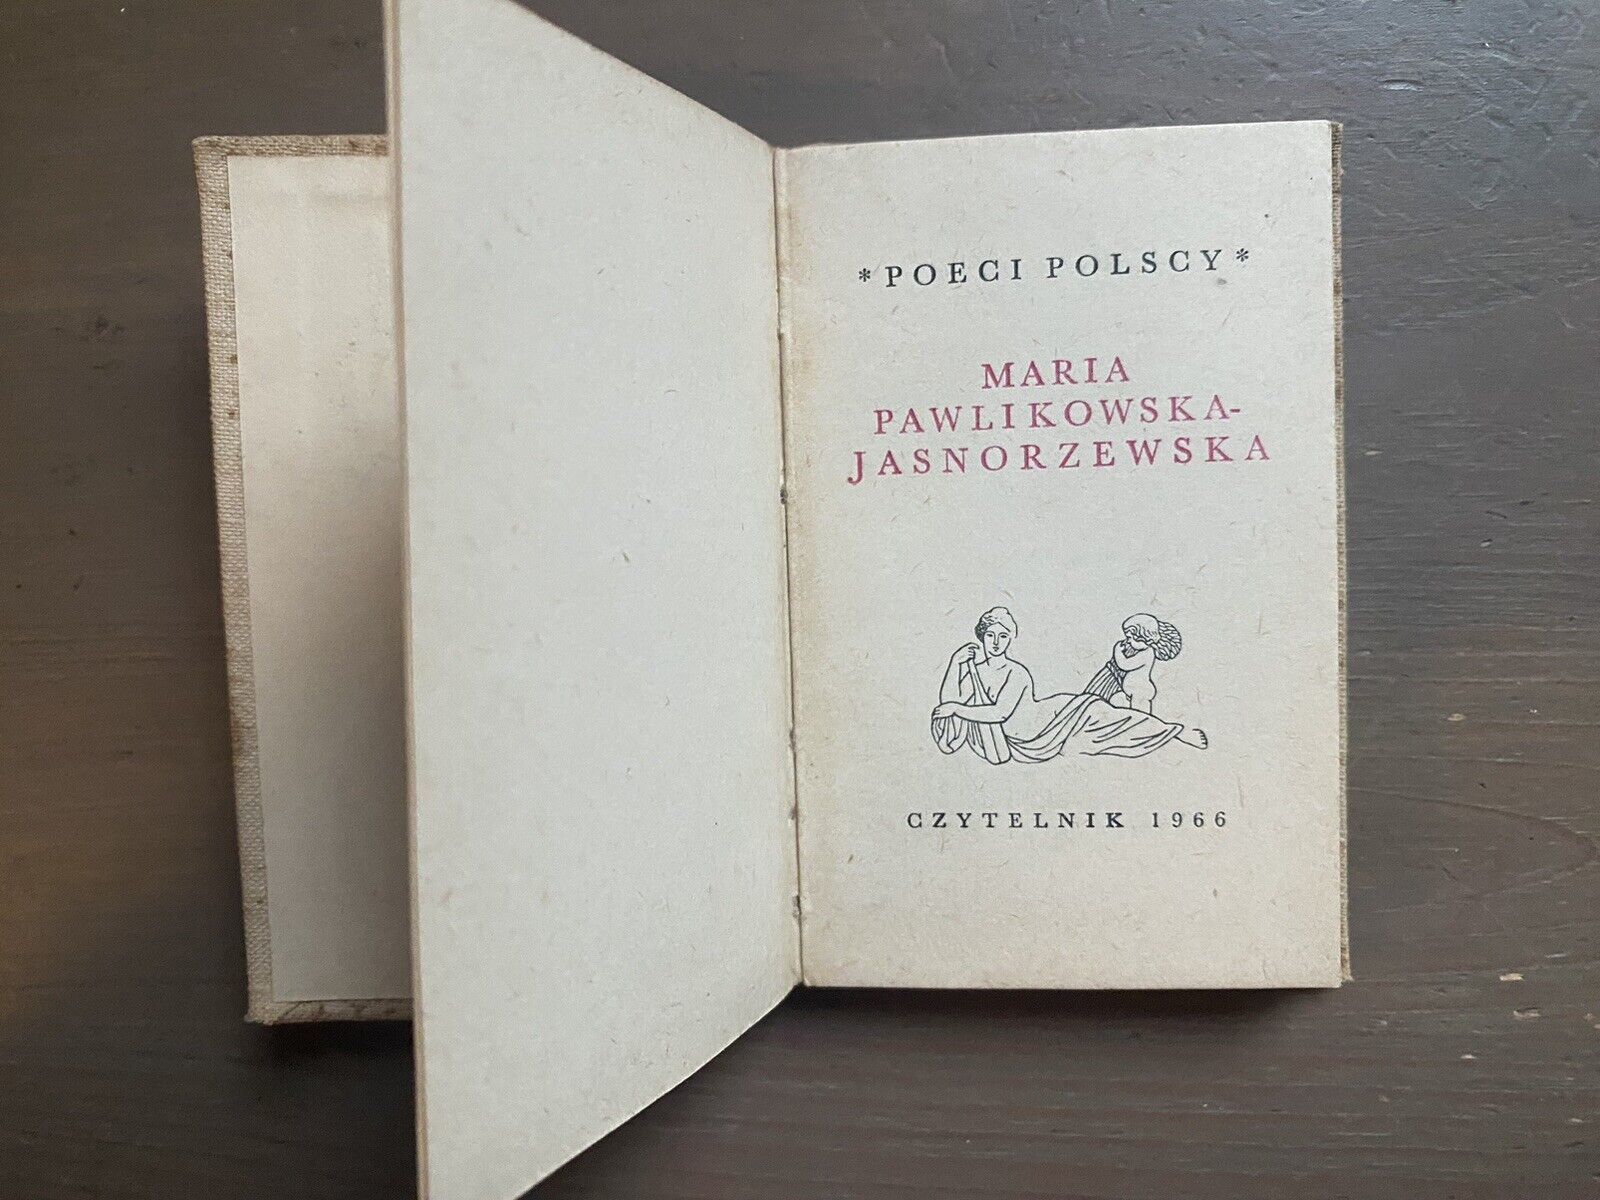 *POECI POLSCY*
MARIA
PAWLIKOWSKA-
JASNORZEWSKA
CZYTELNIK 1966